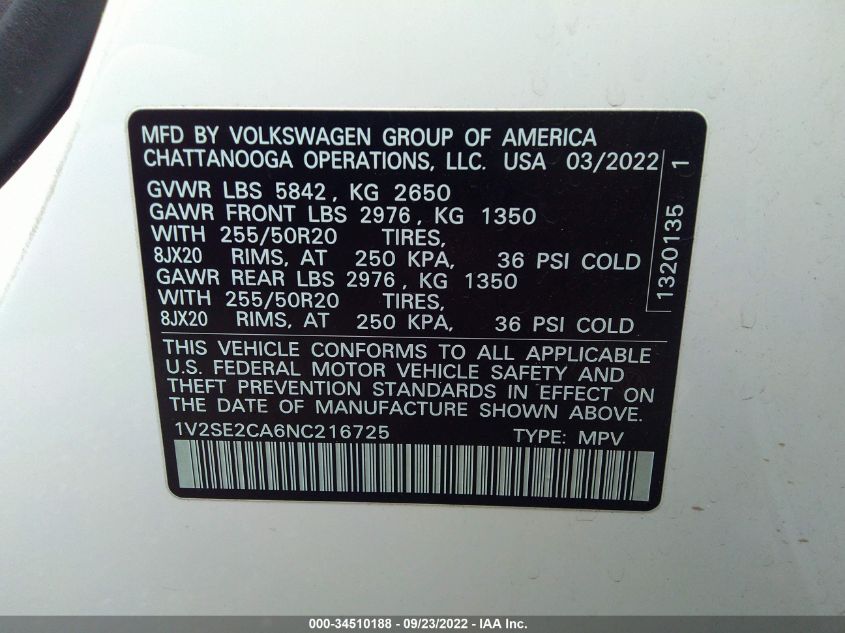 MFD BY VOLKSWAGEN GROUP OF AMERICA
CHATTANOOGA OPERATIONS, LLC. USA 03/2022
GVWR LBS 5842, KG 2650
GAWR FRONT LBS 2976, KG 1350
WITH 255/50R20 TIRES,
8JX20 RIMS, AT 250 KPA, 36 PSI COLD
GAWR REAR LBS 2976, KG 1350
WITH 255/50R20 TIRES,
8JX20 RIMS, AT 250 KPA, 36 PSI COLD
1320135 1
THIS VEHICLE CONFORMS TO ALL APPLICABLE
U.S. FEDERAL MOTOR VEHICLE SAFETY AND
THEFT PREVENTION STANDARDS IN EFFECT ON
THE DATE OF MANUFACTURE SHOWN ABOVE.
1V2SE2CA6NC216725 TYPE: MPV
000-34510188 - 09/23/2022 - IAA Inc.